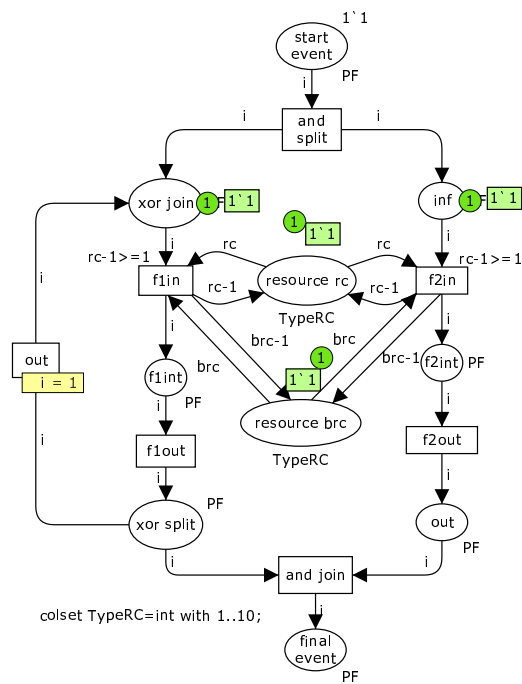 1`1
start
event
PF
i
and
split
i
i
xor join
1
F
1`1
inf
1
F
1`1
1
1`1
i
i
rc-1>=1
rc
rc
rc-1>=1
f1in
resource rc
f2in
rc-1
rc-1
TypeRC
i
i
brc-1
brc
i
out
i = 1
f1int
PF
brc
1
1`1
brc-1
f2int
PF
i
i
resource brc
TypeRC
i
f1out
f2out
i
i
xor split
PF
out
PF
i
and join
i
i
colset TypeRC=int with 1..10;
final
event
PF